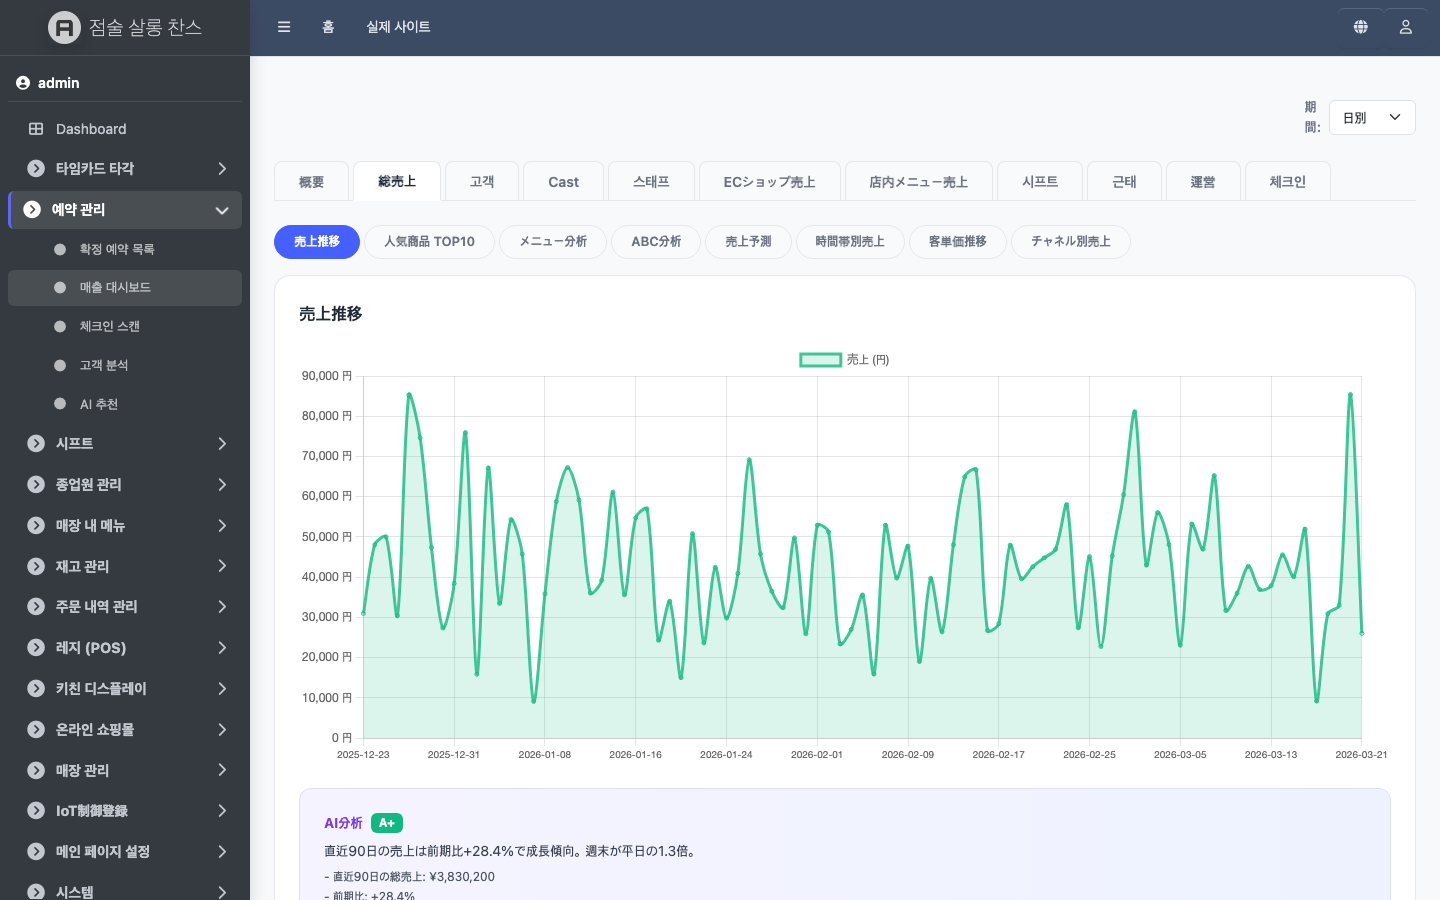 점술 살롱 찬스
홈
실제 사이트
admin
Dashboard
타임카드 타각
예약 관리
확정 예약 목록
매출 대시보드
체크인 스캔
고객 분석
AI 추천
시프트
종업원 관리
매장 내 메뉴
재고 관리
주문 내역 관리
레지 (POS)
키친 디스플레이
온라인 쇼핑몰
매장 관리
IoT制御登録
메인 페이지 설정
시스템
期
間:
日別
概要
総売上
고객
Cast
스태프
ECショップ売上
店内メニュー売上
시프트
근태
運営
체크인
売上推移
人気商品 TOP10
メニュー分析
ABC分析
売上予測
時間帯別売上
客単価推移
チャネル別売上
売上推移
売上 (円)
90,000 円
80,000 円
70,000 円
60,000 円
50,000 円
40,000 円
30,000 円
20,000 円
10,000 円
0 円
2025-12-23
2025-12-31
2026-01-08
2026-01-16
2026-01-24
2026-02-01
2026-02-09
2026-02-17
2026-02-25
2026-03-05
2026-03-13
2026-03-21
AI分析
A+
直近90日の売上は前期比+28.4%で成長傾向。週末が平日の1.3倍。
- 直近90日の総売上: ¥3,830,200
- 前期比: +28.4%